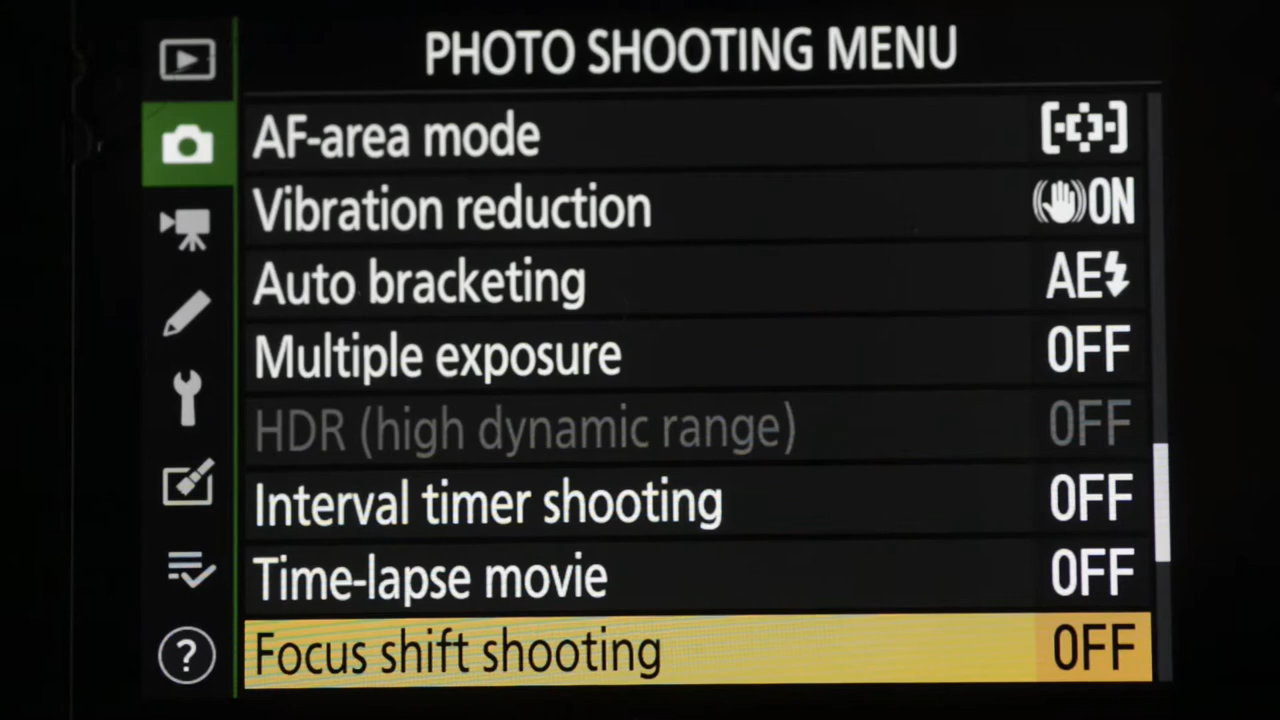 PHOTO SHOOTING MENU
AF-area mode
Vibration reduction ON
Auto bracketing AE
Multiple exposure OFF
HDR (high dynamic range) OFF
Interval timer shooting OFF
Time-lapse movie OFF
Focus shift shooting OFF
?